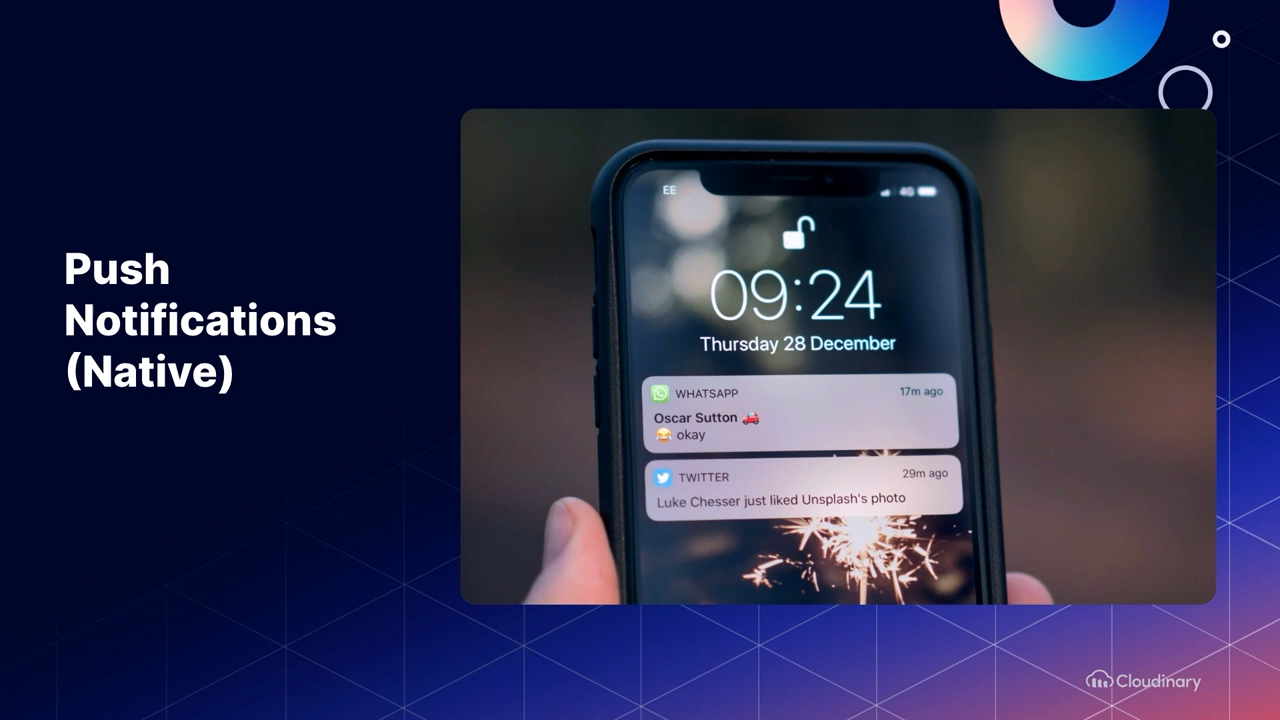 Push
Notifications
(Native)
EE
4G
09:24
Thursday 28 December
WHATSAPP
17m ago
Oscar Sutton 🚗
😂 okay
TWITTER
29m ago
Luke Chesser just liked Unsplash's photo
Cloudinary